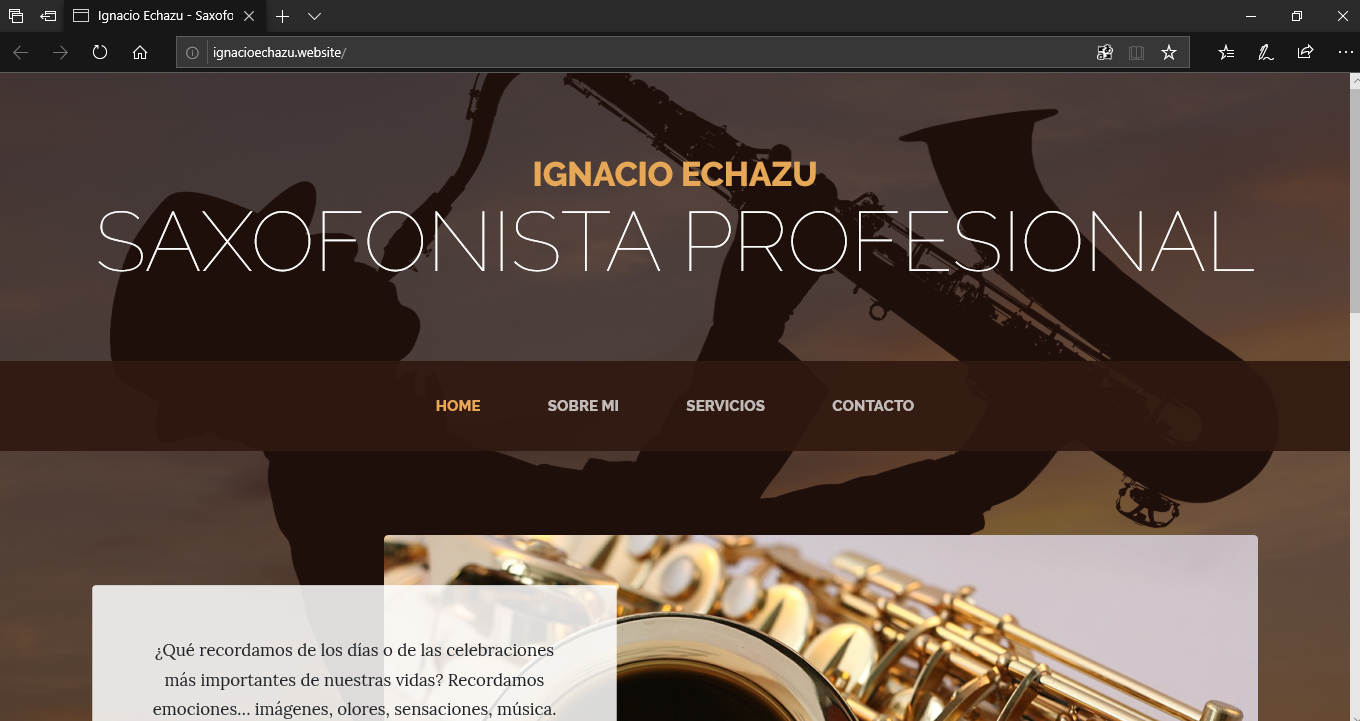 Ignacio Echazu - Saxofo
ignacioechazu.website/
IGNACIO ECHAZU
SAXOFONISTA PROFESIONAL
HOME SOBRE MI SERVICIOS CONTACTO
¿Qué recordamos de los días o de las celebraciones
más importantes de nuestras vidas? Recordamos
emociones… imágenes, olores, sensaciones, música.